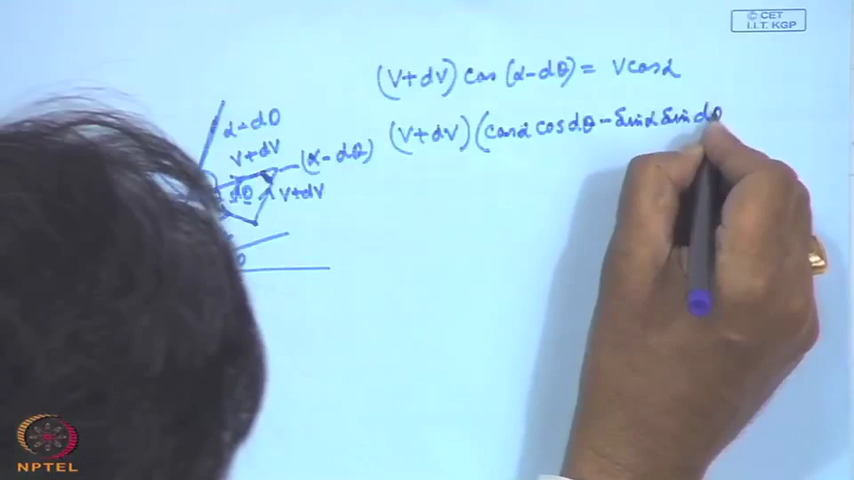 © CET
I.I.T. KGP
(V+dV) cos (α-dθ) = V cos α
(V+dV) (cos α cos dθ - Sin α Sin dθ
α-dθ
V+dV
(α-dθ)
dθ
V+dV
NPTEL